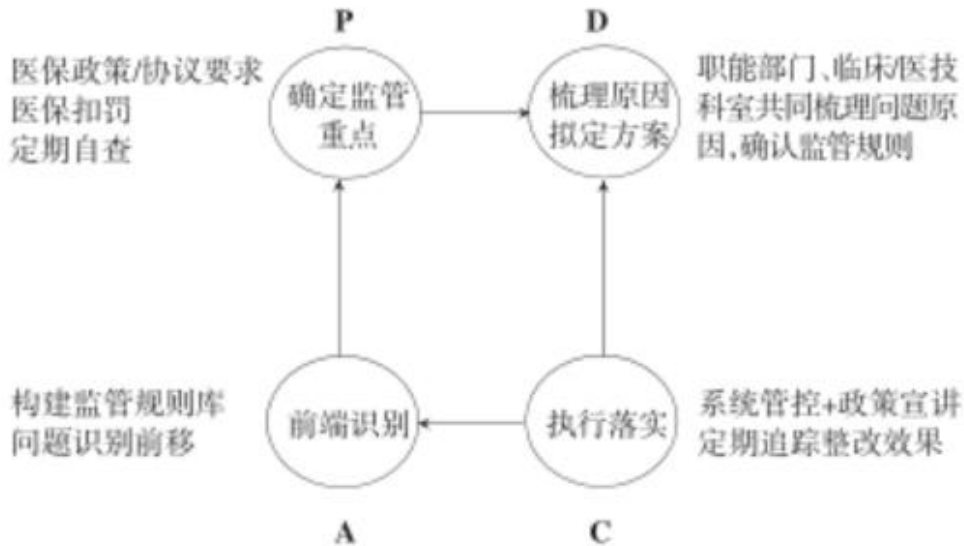 P
D
医保政策/协议要求
医保扣罚
定期自查
确定监管
重点
梳理原因
拟定方案
职能部门、临床/医技
科室共同梳理问题原
因,确认监管规则
构建监管规则库
问题识别前移
前端识别
执行落实
系统管控+政策宣讲
定期追踪整改效果
A
C